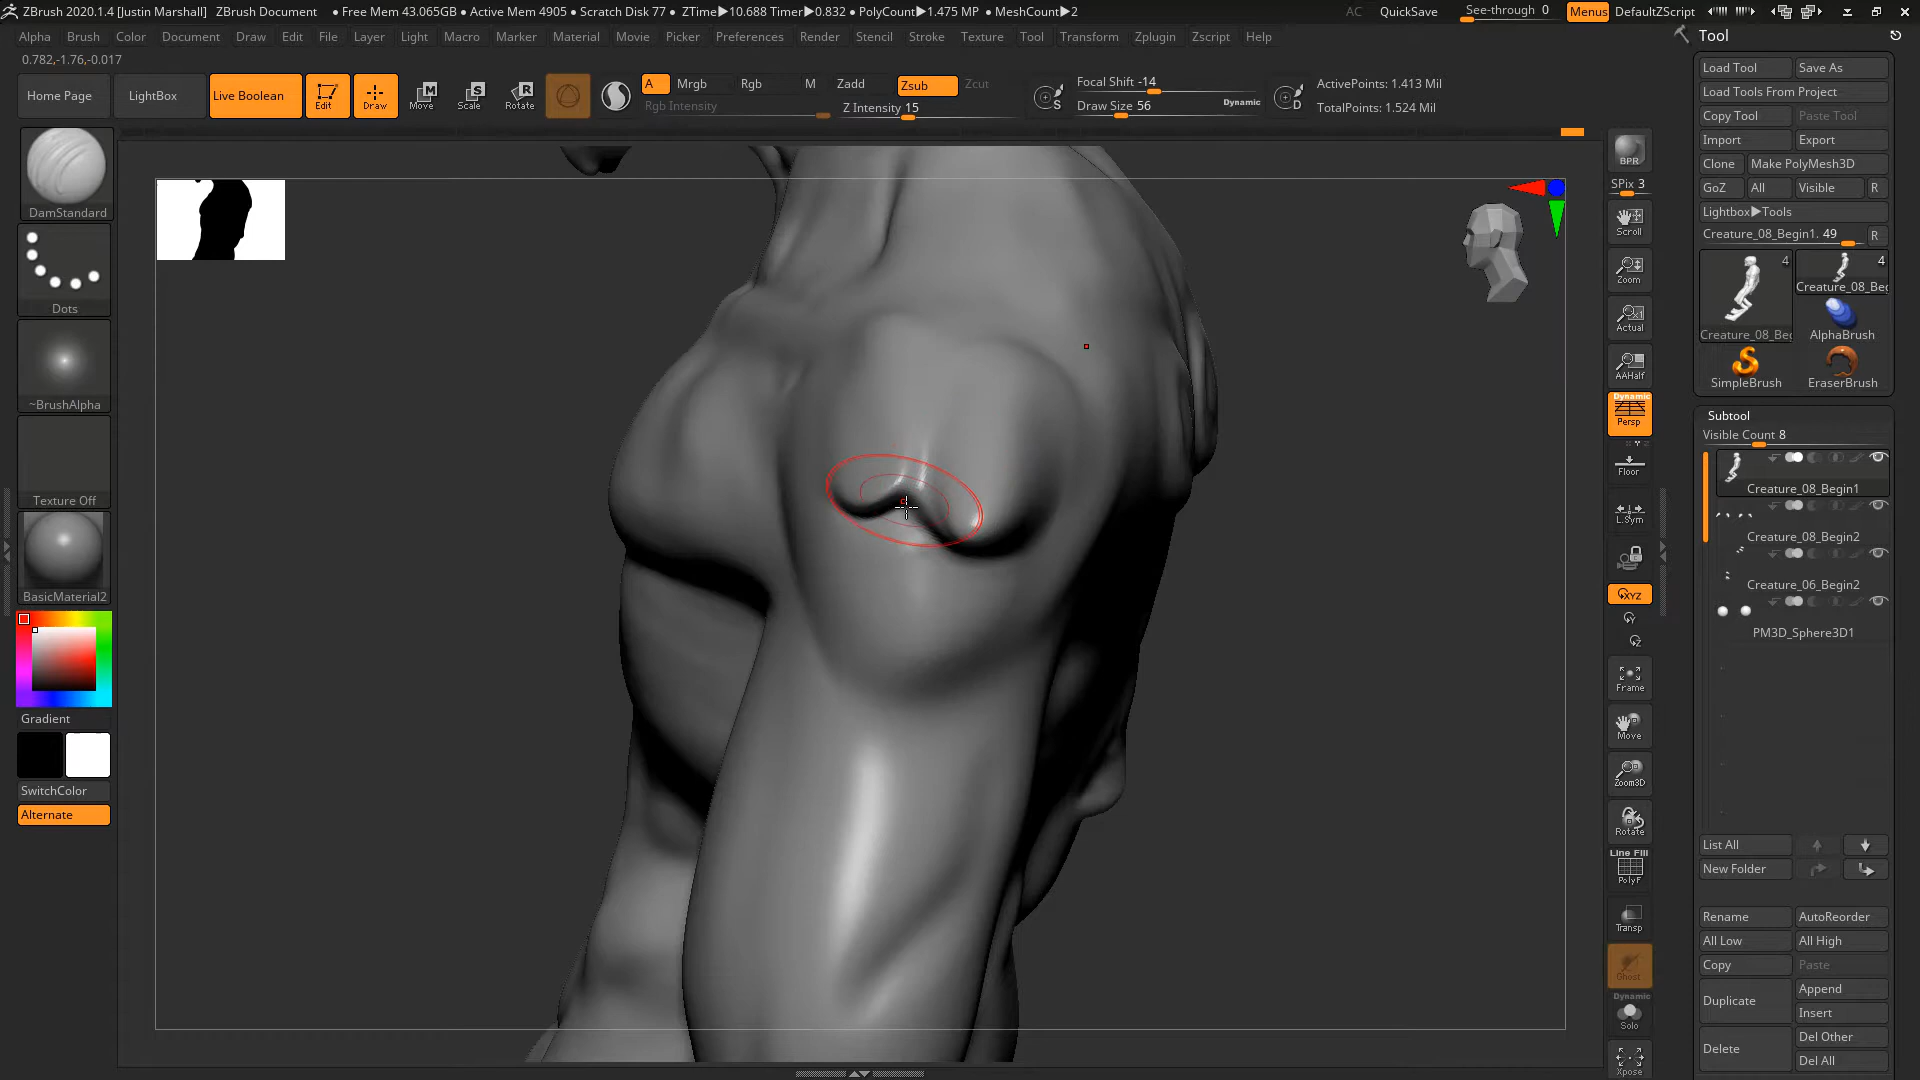 ZBrush 2020.1.4 [Justin Marshall] ZBrush Document ● Free Mem 43.065GB ● Active Mem 4905 ● Scratch Disk 77 ● ZTime▶10.688 Timer▶0.832 ● PolyCount▶1.475 MP ● MeshCount▶2 AC QuickSave See-through 0 Menus DefaultZScript
Alpha Brush Color Document Draw Edit File Layer Light Macro Marker Material Movie Picker Preferences Render Stencil Stroke Texture Tool Transform Zplugin Zscript Help
0.782,-1.76,-0.017
Home Page LightBox Live Boolean Edit Draw Move Scale Rotate
A Mrgb Rgb M Zadd Zsub Zcut
Rgb Intensity Z Intensity 15
Focal Shift -14
Draw Size 56 Dynamic
S D
ActivePoints: 1.413 Mil
TotalPoints: 1.524 Mil
DamStandard
Dots
~BrushAlpha
Texture Off
BasicMaterial2
Gradient
SwitchColor
Alternate
BPR
SPix 3
Scroll
Zoom
Actual
AAHalf
Dynamic
Persp
Floor
L.Sym
XYZ
Y
Z
Frame
Move
Zoom3D
Rotate
Line Fill
PolyF
Transp
Ghost
Dynamic
Solo
Xpose
Tool
Load Tool Save As
Load Tools From Project
Copy Tool Paste Tool
Import Export
Clone Make PolyMesh3D
GoZ All Visible R
Lightbox▶Tools
Creature_08_Begin1. 49 R
4 4
Creature_08_Bec Creature_08_Bec
AlphaBrush
SimpleBrush EraserBrush
Subtool
Visible Count 8
Creature_08_Begin1
Creature_08_Begin2
Creature_06_Begin2
PM3D_Sphere3D1
List All
New Folder
Rename AutoReorder
All Low All High
Copy Paste
Duplicate Append
Insert
Delete Del Other
Del All